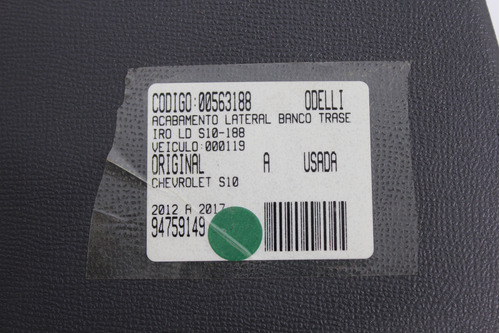 CODIGO:00563188 ODELLI
ACABAMENTO LATERAL BANCO TRASE
IRO LD S10-188
VEICULO:000119
ORIGINAL A USADA
CHEVROLET S10
2012 A 2017
94759149